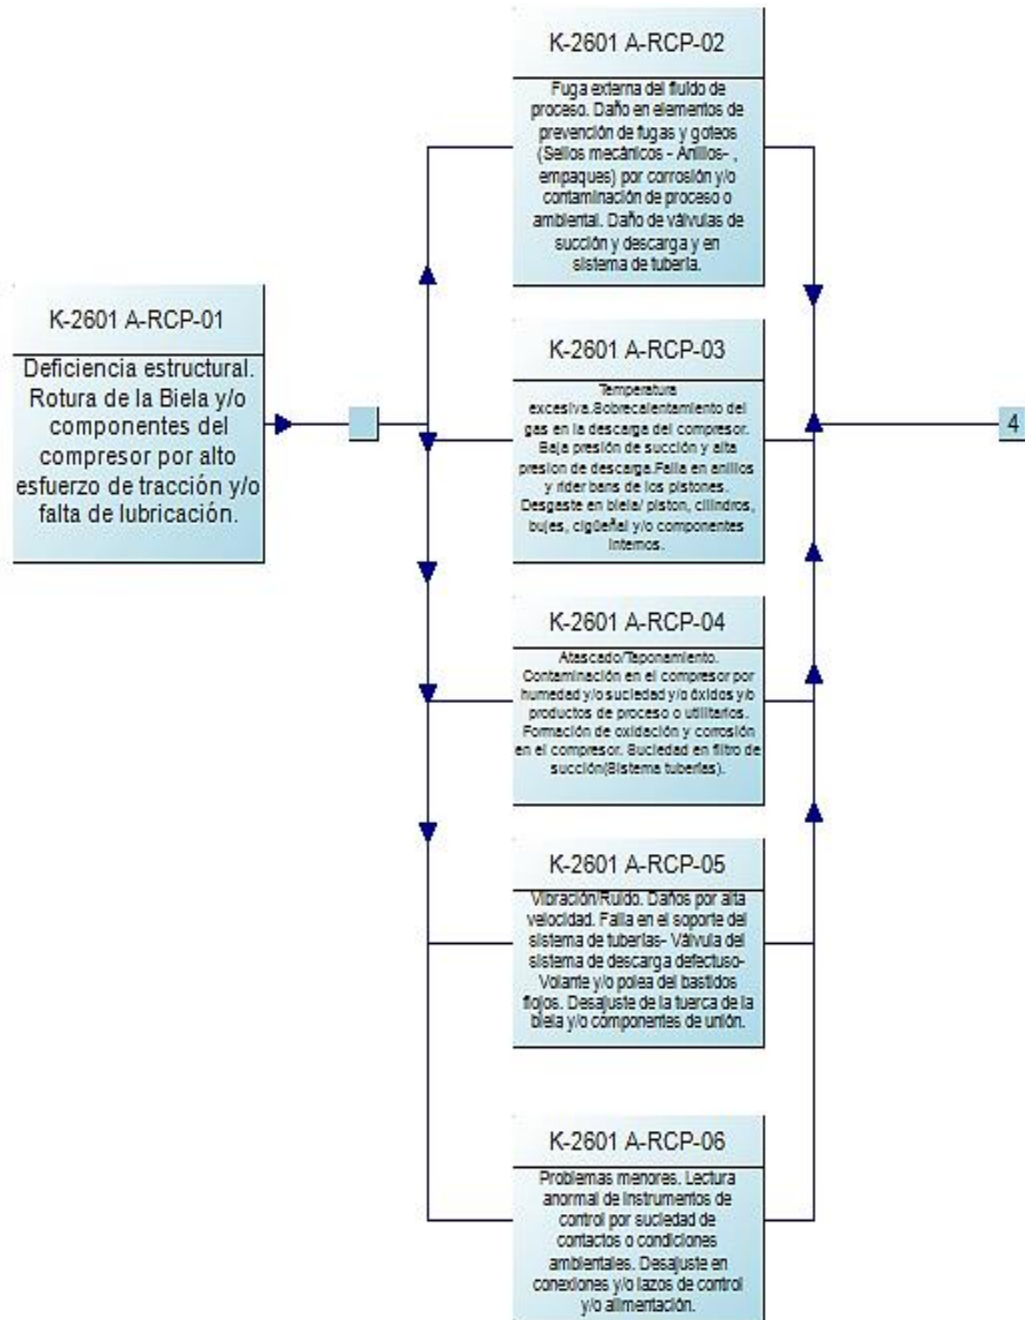 K-2601 A-RCP-01
Deficiencia estructural.
Rotura de la Biela y/o
componentes del
compresor por alto
esfuerzo de tracción y/o
falta de lubricación.
K-2601 A-RCP-02
Fuga externa del fluido de
proceso. Daño en elementos de
prevención de fugas y goteos
(Sellos mecánicos - Anillos- ,
empaques) por corrosión y/o
contaminación de proceso o
ambiental. Daño de válvulas de
succión y descarga y en
sistema de tubería.
K-2601 A-RCP-03
Temperatura
excesiva.Sobrecalentamiento del
gas en la descarga del compresor.
Baja presión de succión y alta
presion de descarga.Falla en anillos
y rider bans de los pistones.
Desgaste en biela/ piston, cilindros,
bujes, cigüeñal y/o componentes
internos.
K-2601 A-RCP-04
Atascado/Taponamiento.
Contaminación en el compresor por
humedad y/o suciedad y/o óxidos y/o
productos de proceso o utilitarios.
Formación de oxidación y corrosión
en el compresor. Suciedad en filtro de
succión(Sistema tuberías).
K-2601 A-RCP-05
Vibración/Ruido. Daños por alta
velocidad. Falla en el soporte del
sistema de tuberías- Válvula del
sistema de descarga defectuso-
Volante y/o polea del bastidos
flojos. Desajuste de la tuerca de la
biela y/o componentes de unión.
K-2601 A-RCP-06
Problemas menores. Lectura
anormal de instrumentos de
control por suciedad de
contactos o condiciones
ambientales. Desajuste en
conexiones y/o lazos de control
y/o alimentación.
4